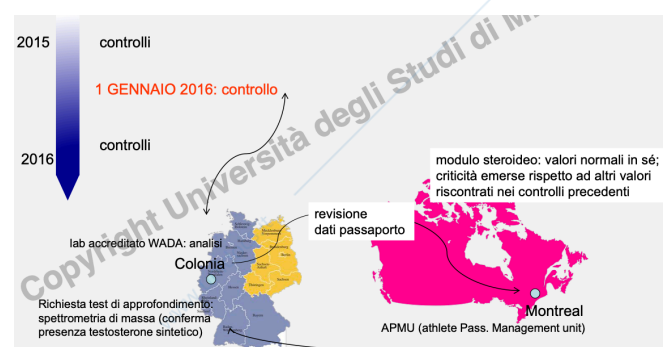 2015
controlli
1 GENNAIO 2016: controllo
controlli
2016
modulo steroideo: valori normali in sé;
criticità emerse rispetto ad altri valori
riscontrati nei controlli precedenti
revisione
dati passaporto
lab accreditato WADA: analisi
Colonia
Richiesta test di approfondimento:
spettrometria di massa (conferma
presenza testosterone sintetico)
Montreal
APMU (athlete Pass. Management unit)
Copyright Università degli Studi di